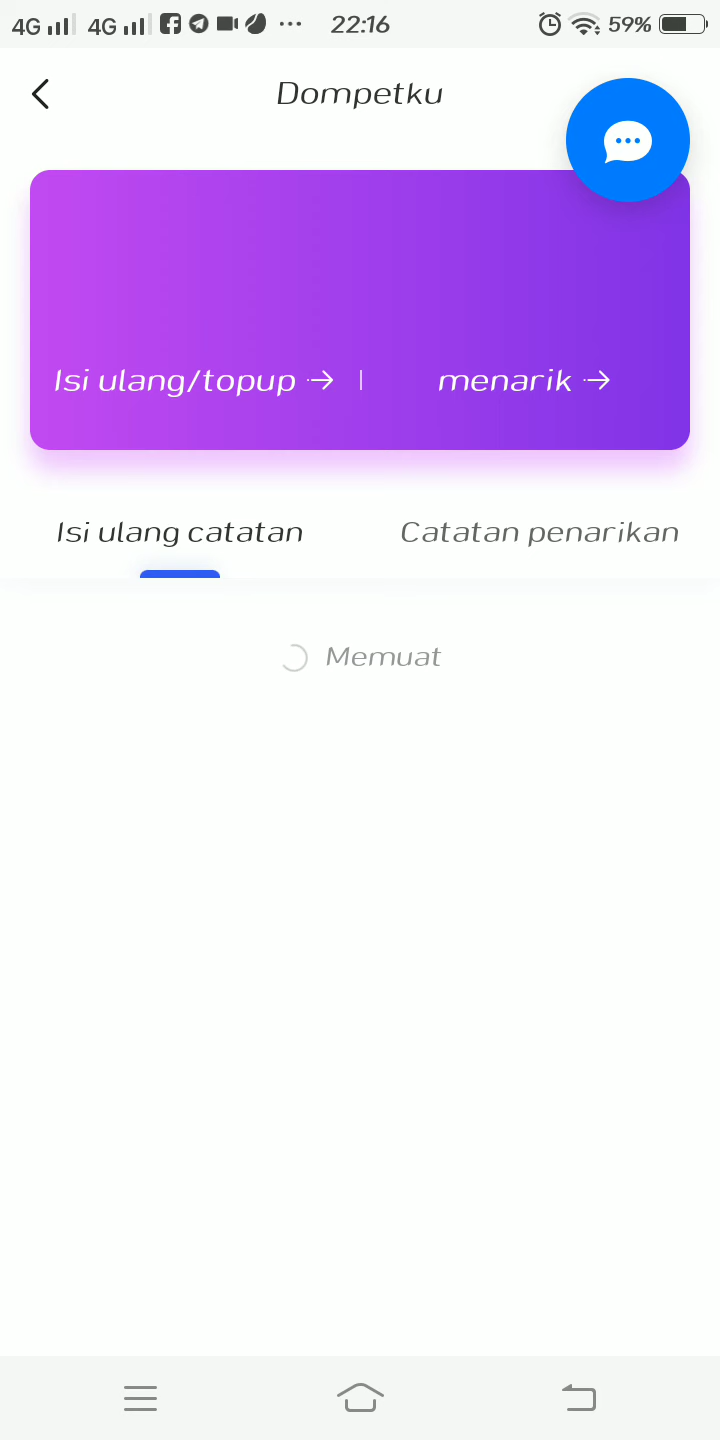 4G 4G 22:16 59%
Dompetku
Isi ulang/topup menarik
Isi ulang catatan Catatan penarikan
Memuat